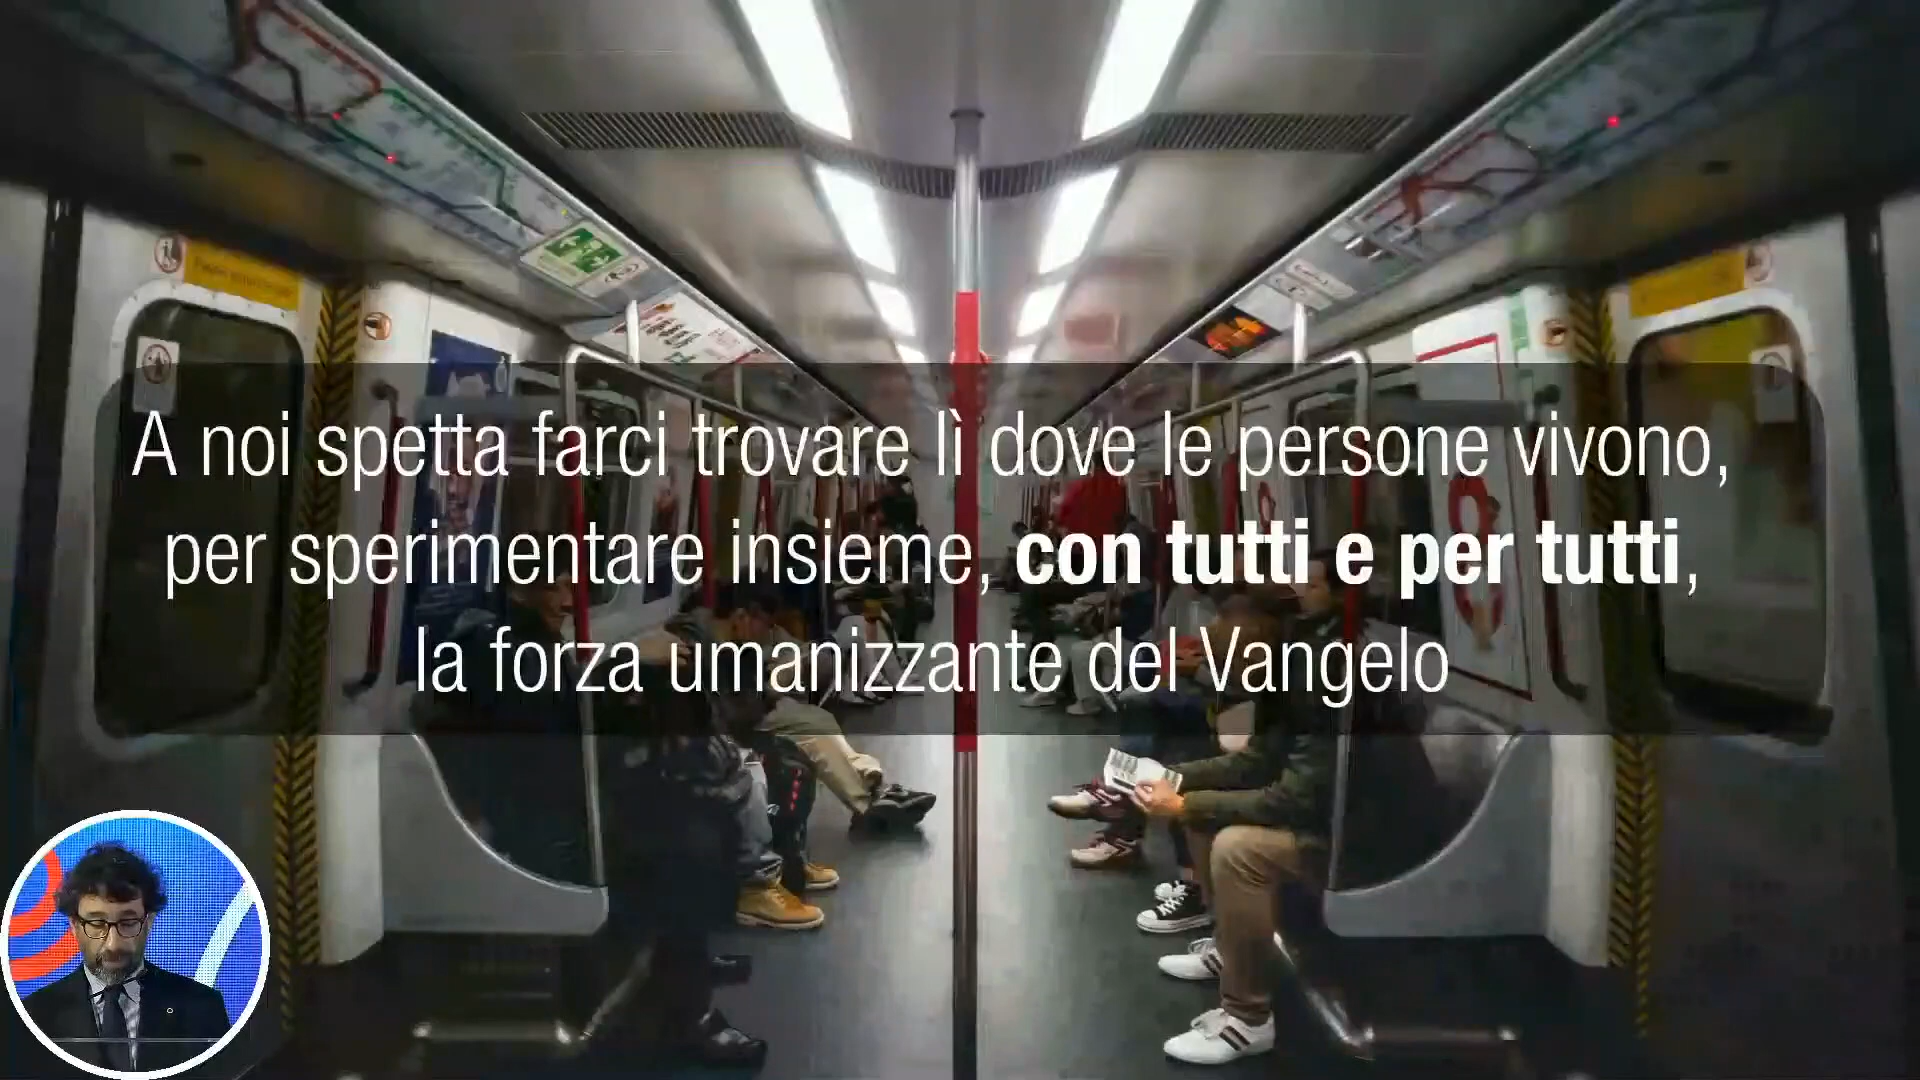 A noi spetta farci trovare lì dove le persone vivono,
per sperimentare insieme, con tutti e per tutti,
la forza umanizzante del Vangelo